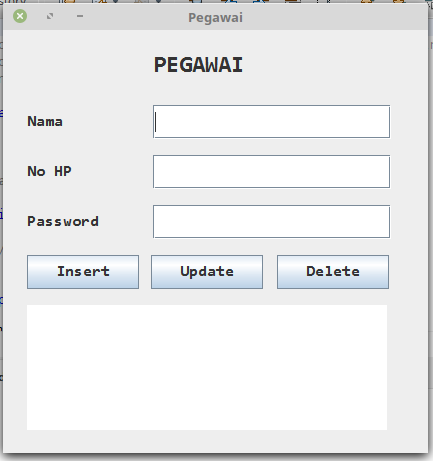 Pegawai
PEGAWAI
Nama
No HP
Password
Insert Update Delete